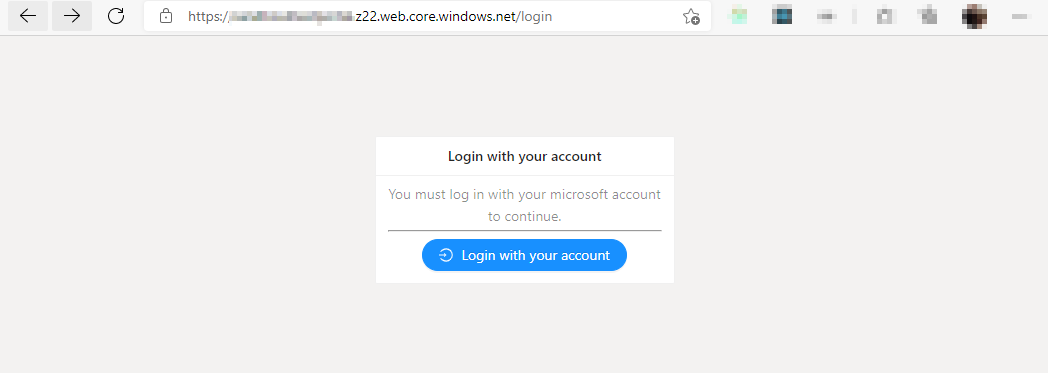 https:/ z22.web.core.windows.net/login
Login with your account
You must log in with your microsoft account
to continue.
Login with your account